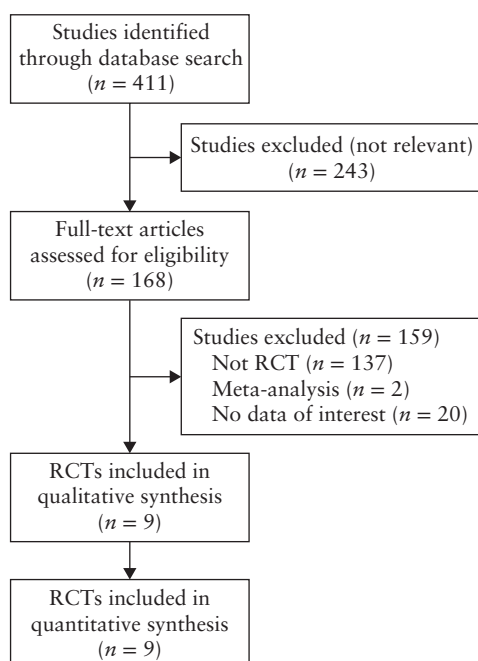 Studies identified
through database search
(n = 411)
Studies excluded (not relevant)
(n = 243)
Full-text articles
assessed for eligibility
(n = 168)
Studies excluded (n = 159)
Not RCT (n = 137)
Meta-analysis (n = 2)
No data of interest (n = 20)
RCTs included in
qualitative synthesis
(n = 9)
RCTs included in
quantitative synthesis
(n = 9)